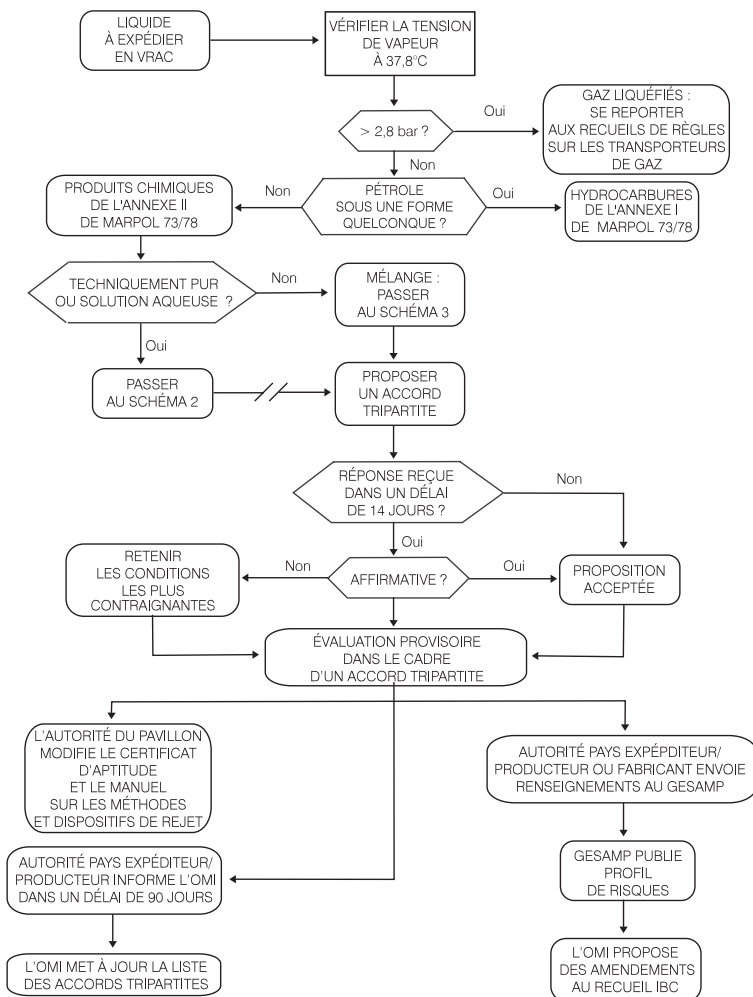 LIQUIDE
À EXPÉDIER
EN VRAC
VÉRIFIER LA TENSION
DE VAPEUR
À 37,8°C
> 2,8 bar ?
Oui
GAZ LIQUÉFIÉS :
SE REPORTER
AUX RECUEILS DE RÈGLES
SUR LES TRANSPORTEURS
DE GAZ
Non
PÉTROLE
SOUS UNE FORME
QUELCONQUE ?
Non
Oui
PRODUITS CHIMIQUES
DE L'ANNEXE II
DE MARPOL 73/78
HYDROCARBURES
DE L'ANNEXE I
DE MARPOL 73/78
TECHNIQUEMENT PUR
OU SOLUTION AQUEUSE ?
Non
MÉLANGE :
PASSER
AU SCHÉMA 3
Oui
PASSER
AU SCHÉMA 2
PROPOSER
UN ACCORD
TRIPARTITE
RÉPONSE REÇUE
DANS UN DÉLAI
DE 14 JOURS ?
Non
Oui
RETENIR
LES CONDITIONS
LES PLUS
CONTRAIGNANTES
Non
AFFIRMATIVE ?
Oui
PROPOSITION
ACCEPTÉE
ÉVALUATION PROVISOIRE
DANS LE CADRE
D'UN ACCORD TRIPARTITE
L'AUTORITÉ DU PAVILLON
MODIFIE LE CERTIFICAT
D'APTITUDE
ET LE MANUEL
SUR LES MÉTHODES
ET DISPOSITIFS DE REJET
AUTORITÉ PAYS EXPÉPDITEUR/
PRODUCTEUR OU FABRICANT ENVOIE
RENSEIGNEMENTS AU GESAMP
AUTORITÉ PAYS EXPÉDITEUR/
PRODUCTEUR INFORME L'OMI
DANS UN DÉLAI DE 90 JOURS
GESAMP PUBLIE
PROFIL
DE RISQUES
L'OMI MET À JOUR LA LISTE
DES ACCORDS TRIPARTITES
L'OMI PROPOSE
DES AMENDEMENTS
AU RECUEIL IBC